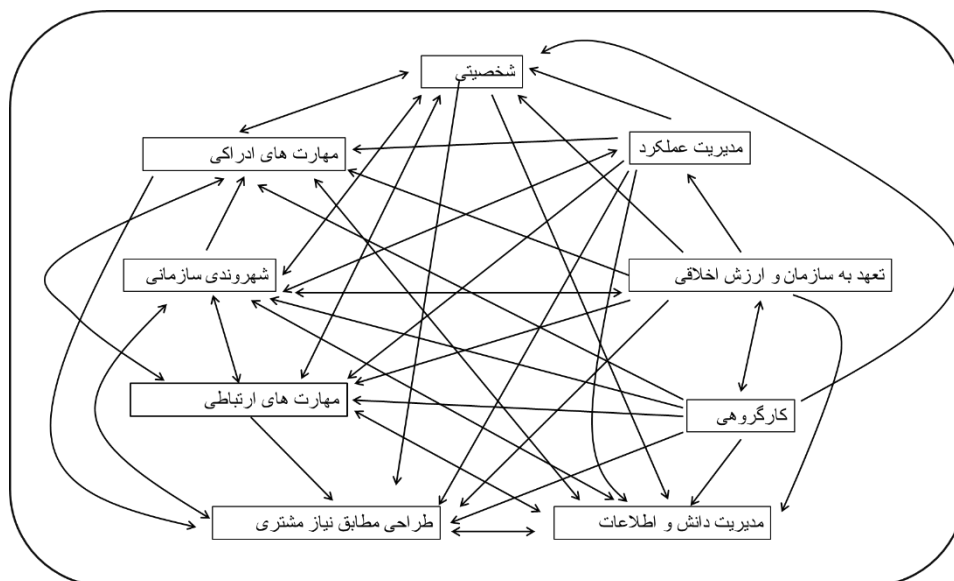 شخصیتی
مدیریت عملکرد
مهارت های ادراکی
تعهد به سازمان و ارزش اخلاقی
شهروندی سازمانی
کارگروهی
مهارت های ارتباطی
مدیریت دانش و اطلاعات
طراحی مطابق نیاز مشتری